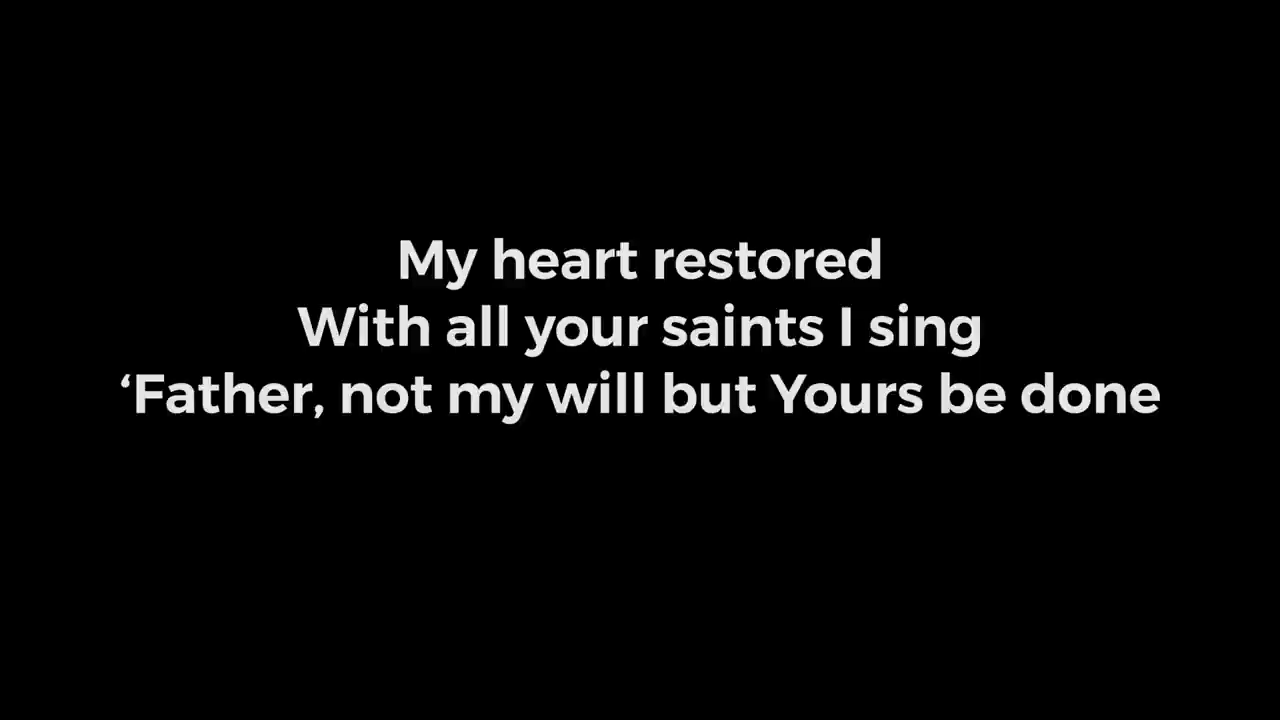 My heart restored
With all your saints I sing
‘Father, not my will but Yours be done